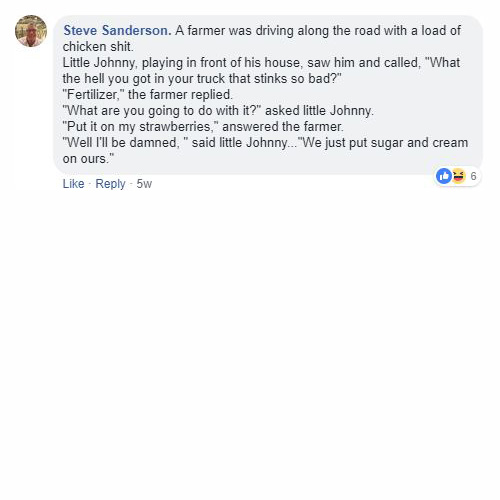 Steve Sanderson. A farmer was driving along the road with a load of
chicken shit.
Little Johnny, playing in front of his house, saw him and called, "What
the hell you got in your truck that stinks so bad?"
"Fertilizer," the farmer replied.
"What are you going to do with it?" asked little Johnny.
"Put it on my strawberries," answered the farmer.
"Well I'll be damned, " said little Johnny..."We just put sugar and cream
on ours."
Like · Reply · 5w
6